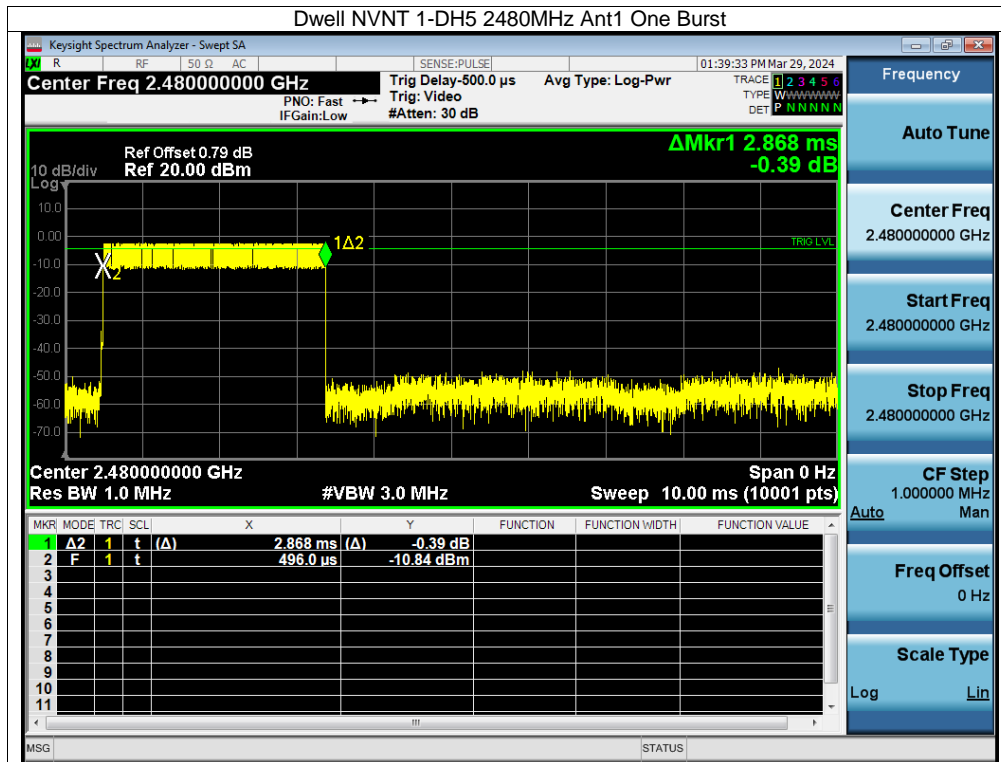 Dwell NVNT 1-DH5 2480MHz Ant1 One Burst
Keysight Spectrum Analyzer - Swept SA
LXI R RF 50 Ω AC SENSE:PULSE 01:39:33 PM Mar 29, 2024
Center Freq 2.480000000 GHz
PNO: Fast
IFGain:Low
Trig Delay-500.0 µs
Trig: Video
#Atten: 30 dB
Avg Type: Log-Pwr
TRACE 1 2 3 4 5 6
TYPE WWWWWW
DET P N N N N N
ΔMkr1 2.868 ms
-0.39 dB
Ref Offset 0.79 dB
10 dB/div Ref 20.00 dBm
Log
10.0
0.00
-10.0
-20.0
-30.0
-40.0
-50.0
-60.0
-70.0
1Δ2
2
TRIG LVL
Center 2.480000000 GHz Span 0 Hz
Res BW 1.0 MHz #VBW 3.0 MHz Sweep 10.00 ms (10001 pts)
MKR MODE TRC SCL X Y FUNCTION FUNCTION WIDTH FUNCTION VALUE
1 Δ2 1 t (Δ) 2.868 ms (Δ) -0.39 dB
2 F 1 t 496.0 µs -10.84 dBm
3
4
5
6
7
8
9
10
11
MSG STATUS
Frequency
Auto Tune
Center Freq
2.480000000 GHz
Start Freq
2.480000000 GHz
Stop Freq
2.480000000 GHz
CF Step
1.000000 MHz
Auto Man
Freq Offset
0 Hz
Scale Type
Log Lin